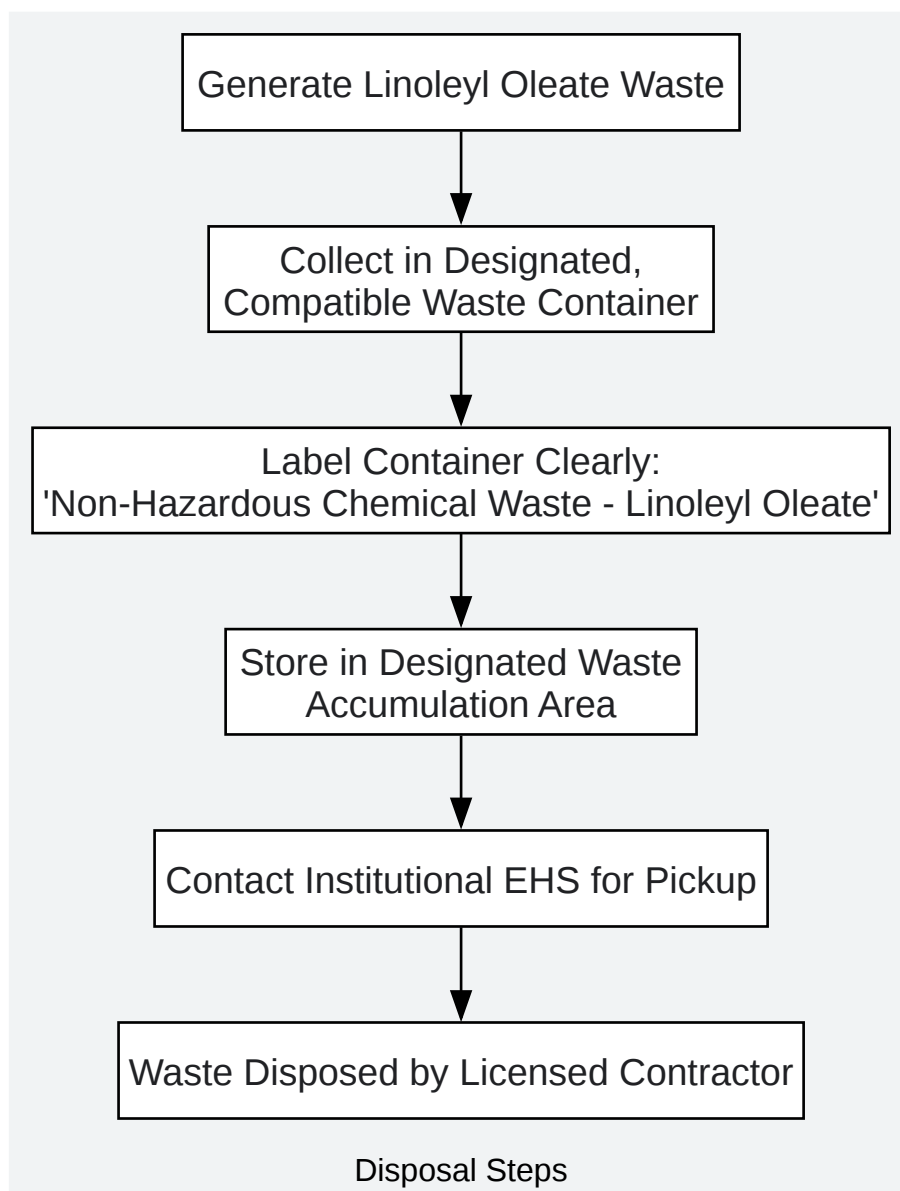 Generate Linoleyl Oleate Waste
Collect in Designated,
Compatible Waste Container
Label Container Clearly:
'Non-Hazardous Chemical Waste - Linoleyl Oleate'
Store in Designated Waste
Accumulation Area
Contact Institutional EHS for Pickup
Waste Disposed by Licensed Contractor
Disposal Steps